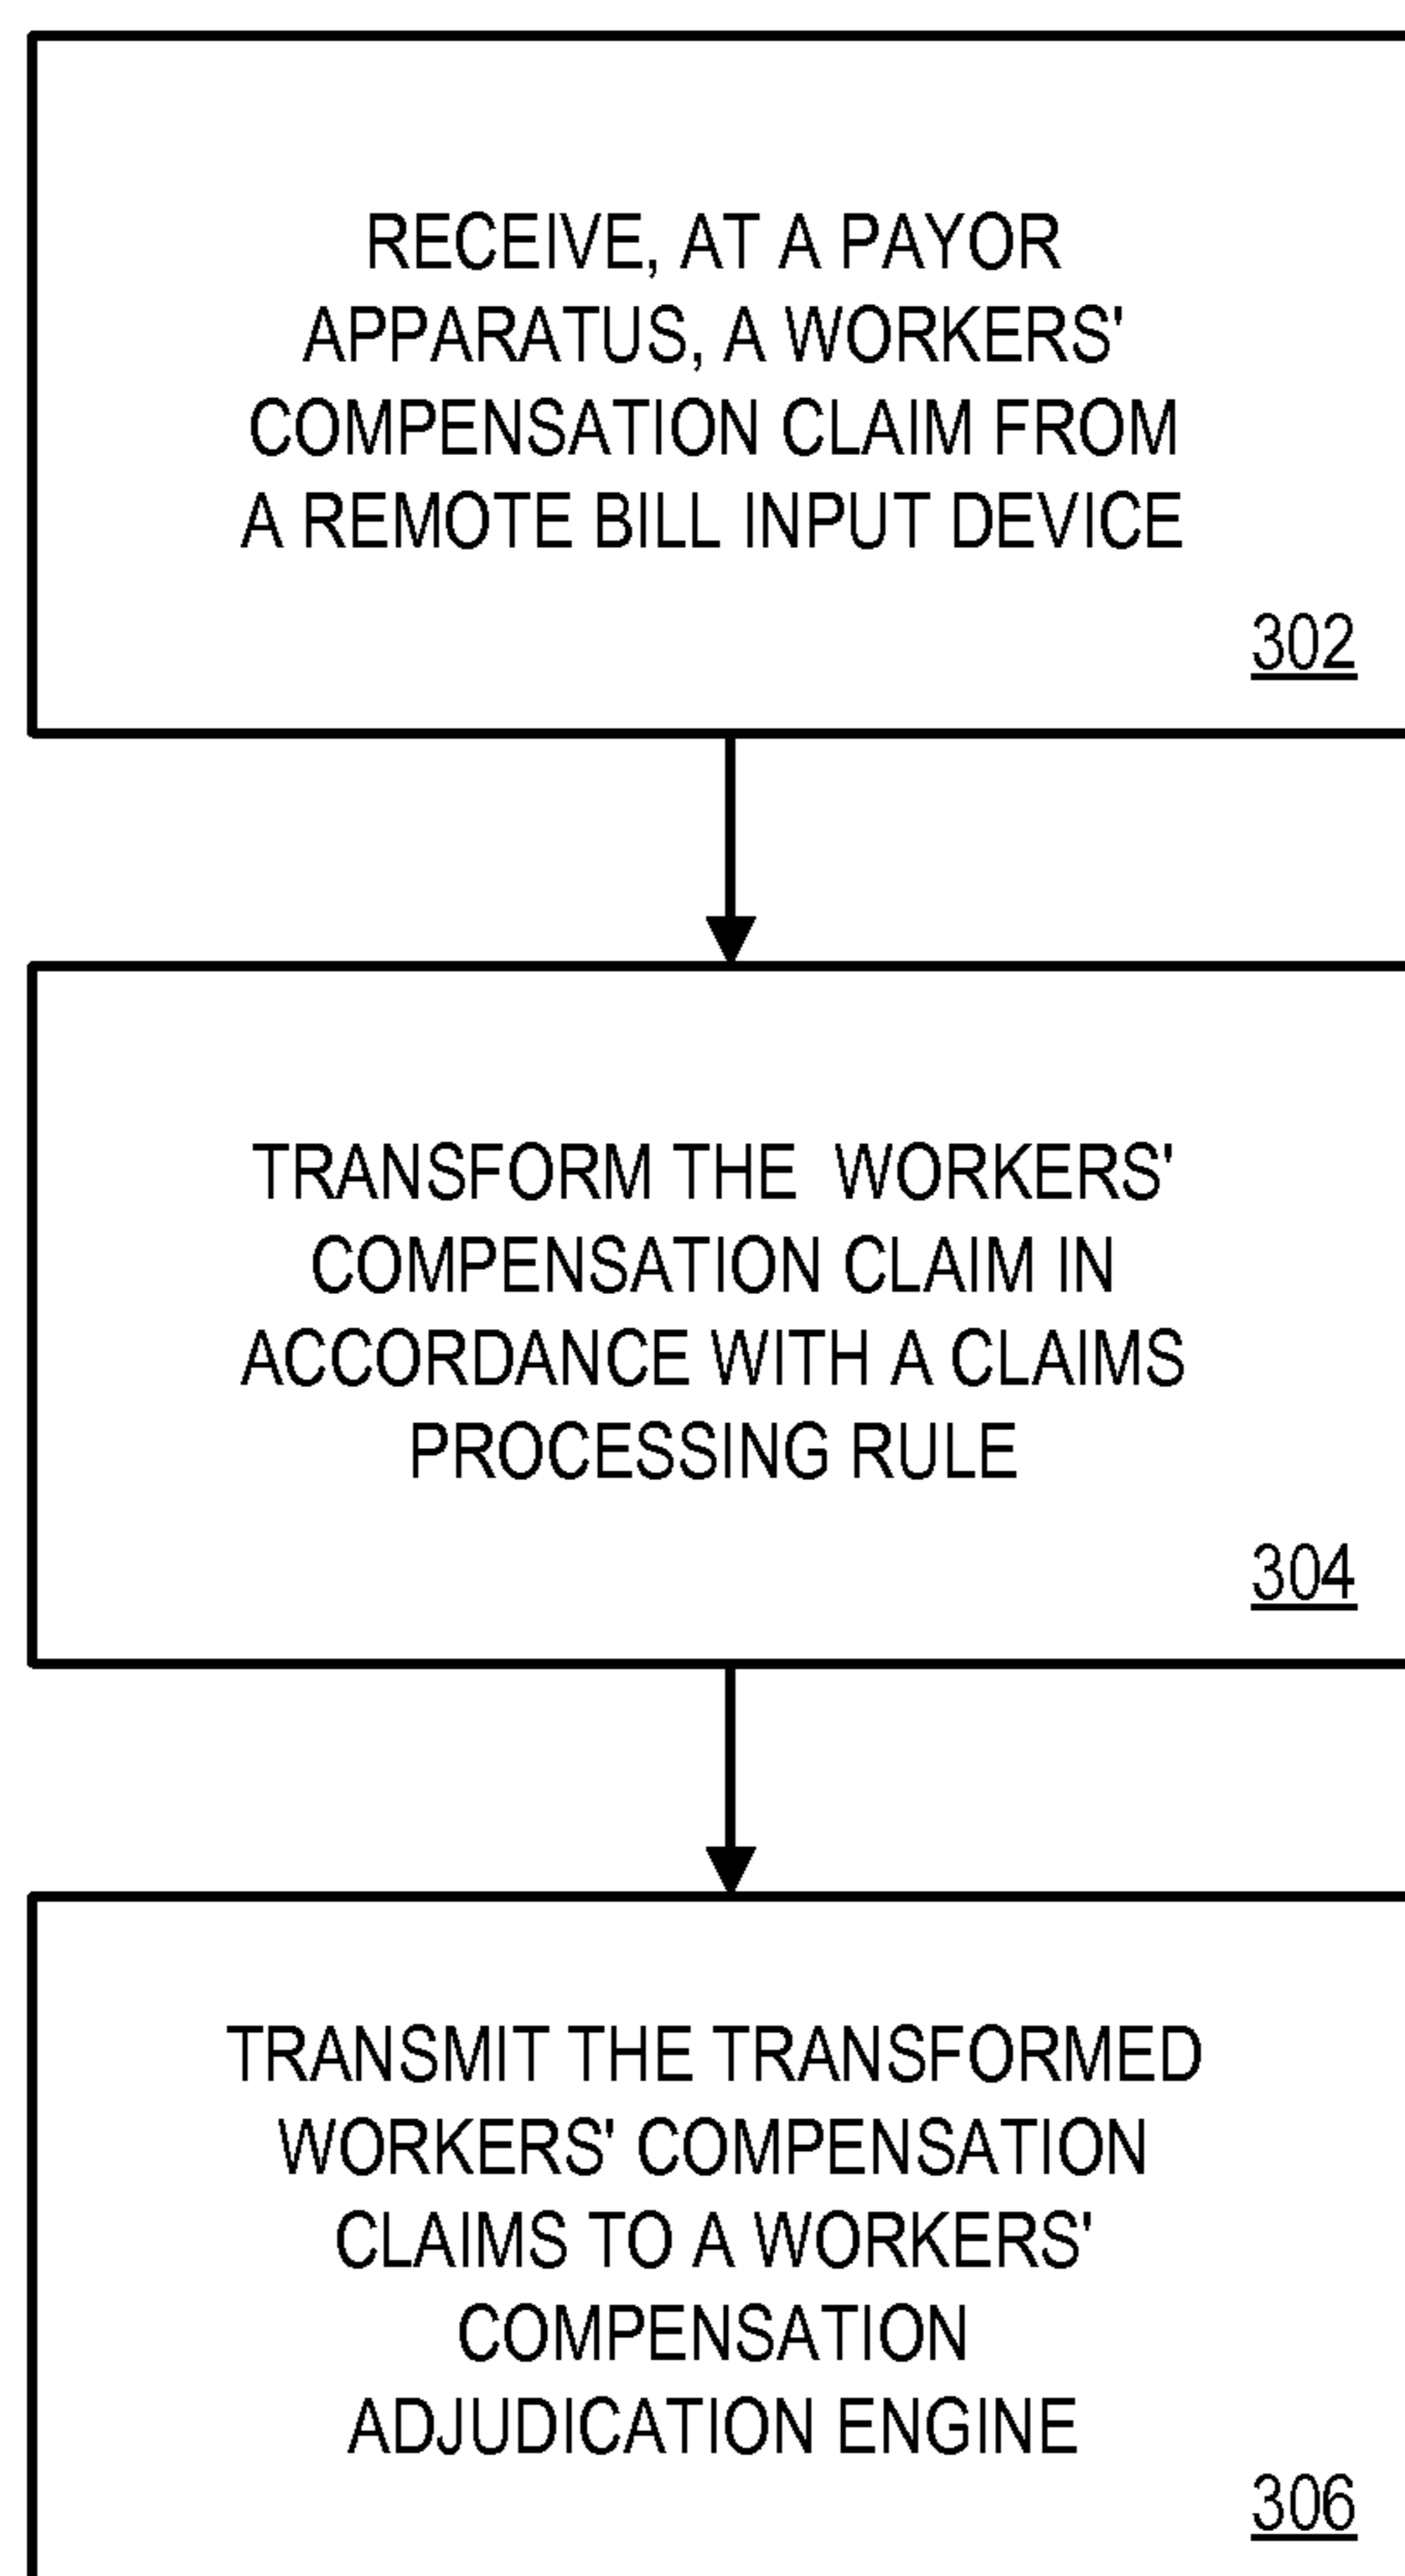 RECEIVE, AT A PAYOR
APPARATUS, A WORKERS'
COMPENSATION CLAIM FROM
A REMOTE BILL INPUT DEVICE
302
TRANSFORM THE WORKERS'
COMPENSATION CLAIM IN
ACCORDANCE WITH A CLAIMS
PROCESSING RULE
304
TRANSMIT THE TRANSFORMED
WORKERS' COMPENSATION
CLAIMS TO A WORKERS'
COMPENSATION
ADJUDICATION ENGINE
306